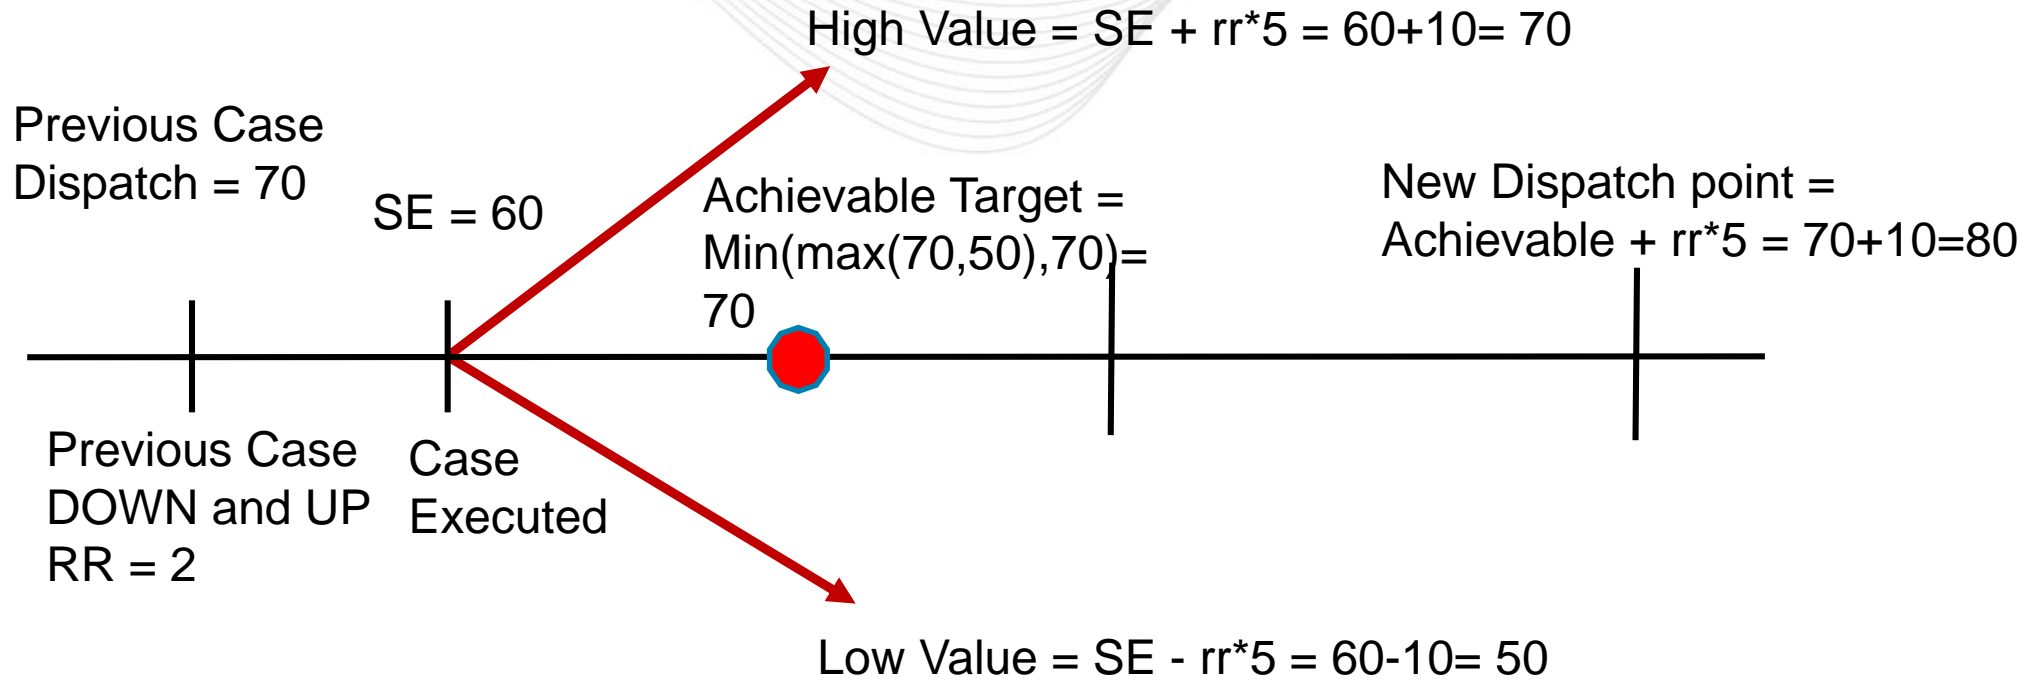 High Value = SE + rr*5 = 60+10= 70
Previous Case
Dispatch = 70
SE = 60
Achievable Target =
Min(max(70,50),70)=
70
New Dispatch point =
Achievable + rr*5 = 70+10=80
Previous Case
DOWN and UP
RR = 2
Case
Executed
Low Value = SE - rr*5 = 60-10= 50